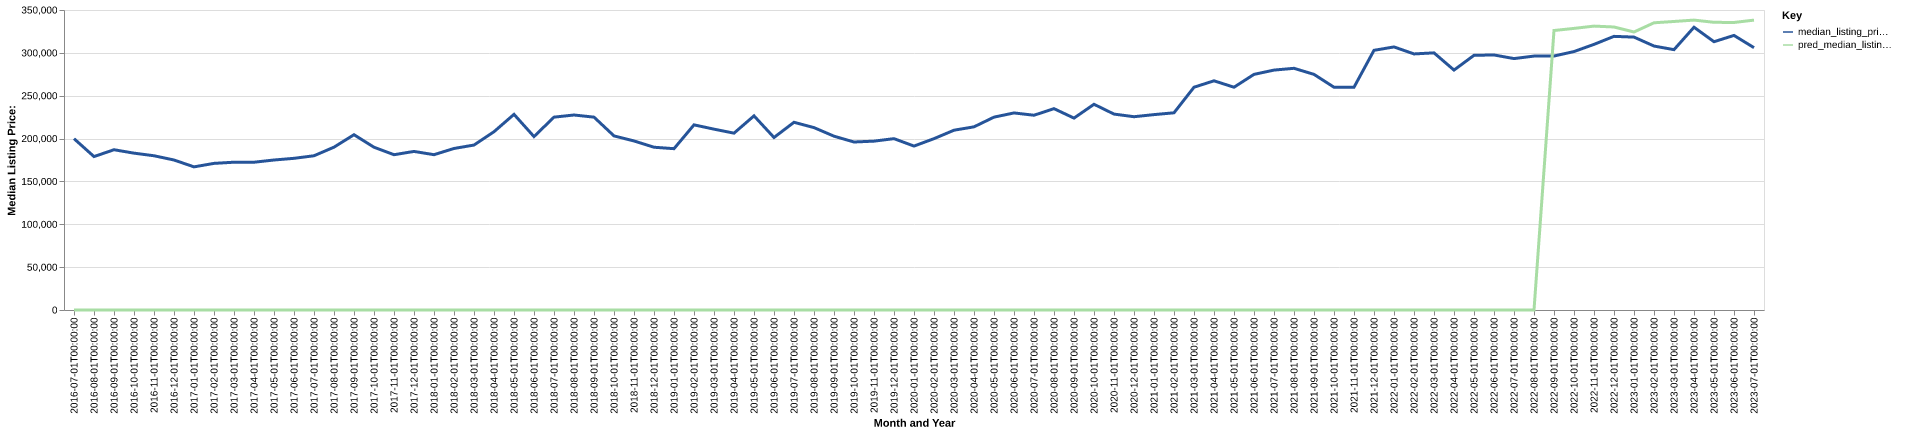 350,000
300,000
250,000
200,000
150,000
100,000
50,000
0
Median Listing Price:
2016-07-01T00:00:00
2016-08-01T00:00:00
2016-09-01T00:00:00
2016-10-01T00:00:00
2016-11-01T00:00:00
2016-12-01T00:00:00
2017-01-01T00:00:00
2017-02-01T00:00:00
2017-03-01T00:00:00
2017-04-01T00:00:00
2017-05-01T00:00:00
2017-06-01T00:00:00
2017-07-01T00:00:00
2017-08-01T00:00:00
2017-09-01T00:00:00
2017-10-01T00:00:00
2017-11-01T00:00:00
2017-12-01T00:00:00
2018-01-01T00:00:00
2018-02-01T00:00:00
2018-03-01T00:00:00
2018-04-01T00:00:00
2018-05-01T00:00:00
2018-06-01T00:00:00
2018-07-01T00:00:00
2018-08-01T00:00:00
2018-09-01T00:00:00
2018-10-01T00:00:00
2018-11-01T00:00:00
2018-12-01T00:00:00
2019-01-01T00:00:00
2019-02-01T00:00:00
2019-03-01T00:00:00
2019-04-01T00:00:00
2019-05-01T00:00:00
2019-06-01T00:00:00
2019-07-01T00:00:00
2019-08-01T00:00:00
2019-09-01T00:00:00
2019-10-01T00:00:00
2019-11-01T00:00:00
2019-12-01T00:00:00
2020-01-01T00:00:00
2020-02-01T00:00:00
2020-03-01T00:00:00
2020-04-01T00:00:00
2020-05-01T00:00:00
2020-06-01T00:00:00
2020-07-01T00:00:00
2020-08-01T00:00:00
2020-09-01T00:00:00
2020-10-01T00:00:00
2020-11-01T00:00:00
2020-12-01T00:00:00
2021-01-01T00:00:00
2021-02-01T00:00:00
2021-03-01T00:00:00
2021-04-01T00:00:00
2021-05-01T00:00:00
2021-06-01T00:00:00
2021-07-01T00:00:00
2021-08-01T00:00:00
2021-09-01T00:00:00
2021-10-01T00:00:00
2021-11-01T00:00:00
2021-12-01T00:00:00
2022-01-01T00:00:00
2022-02-01T00:00:00
2022-03-01T00:00:00
2022-04-01T00:00:00
2022-05-01T00:00:00
2022-06-01T00:00:00
2022-07-01T00:00:00
2022-08-01T00:00:00
2022-09-01T00:00:00
2022-10-01T00:00:00
2022-11-01T00:00:00
2022-12-01T00:00:00
2023-01-01T00:00:00
2023-02-01T00:00:00
2023-03-01T00:00:00
2023-04-01T00:00:00
2023-05-01T00:00:00
2023-06-01T00:00:00
2023-07-01T00:00:00
Month and Year
Key
median_listing_pri…
pred_median_listin…